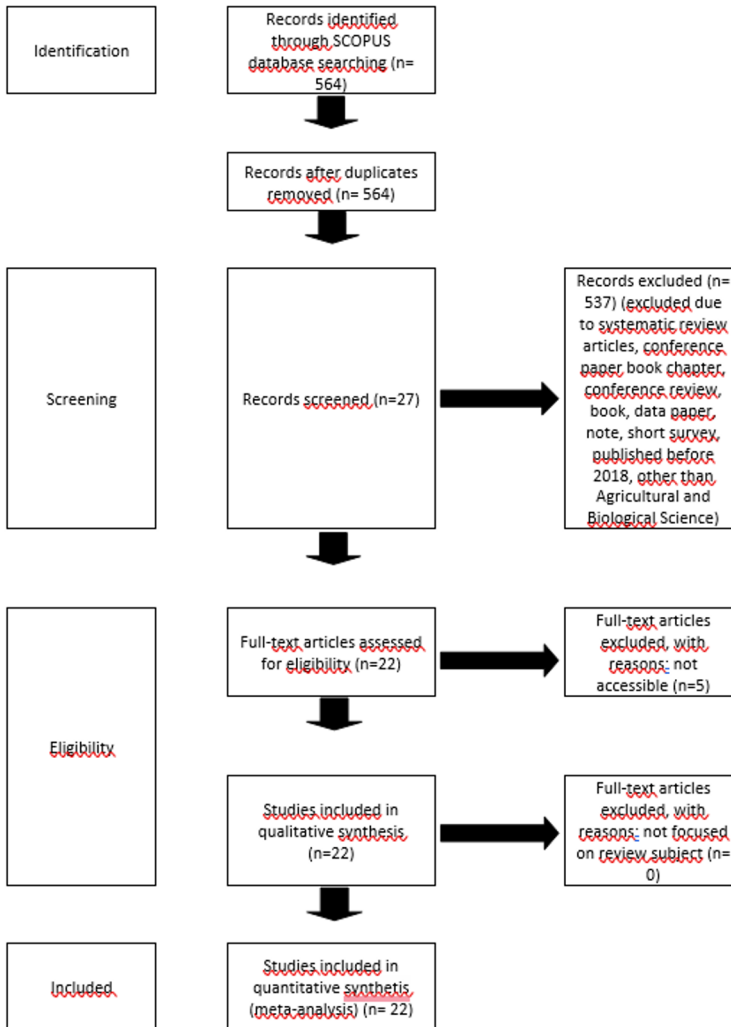 Identification
Records identified
through SCOPUS
database searching (n=
564)
Records after duplicates
removed (n= 564)
Screening
Records screened (n=27)
Records excluded (n=
537) (excluded due
to systematic review
articles, conference
paper book chapter,
conference review,
book, data paper,
note, short survey,
published before
2018, other than
Agricultural and
Biological Science)
Eligibility
Full-text articles assessed
for eligibility (n=22)
Full-text articles
excluded, with
reasons: not
accessible (n=5)
Studies included in
qualitative synthesis
(n=22)
Full-text articles
excluded, with
reasons: not focused
on review subject (n=
0)
Included
Studies included in
quantitative synthetis
(meta-analysis) (n= 22)